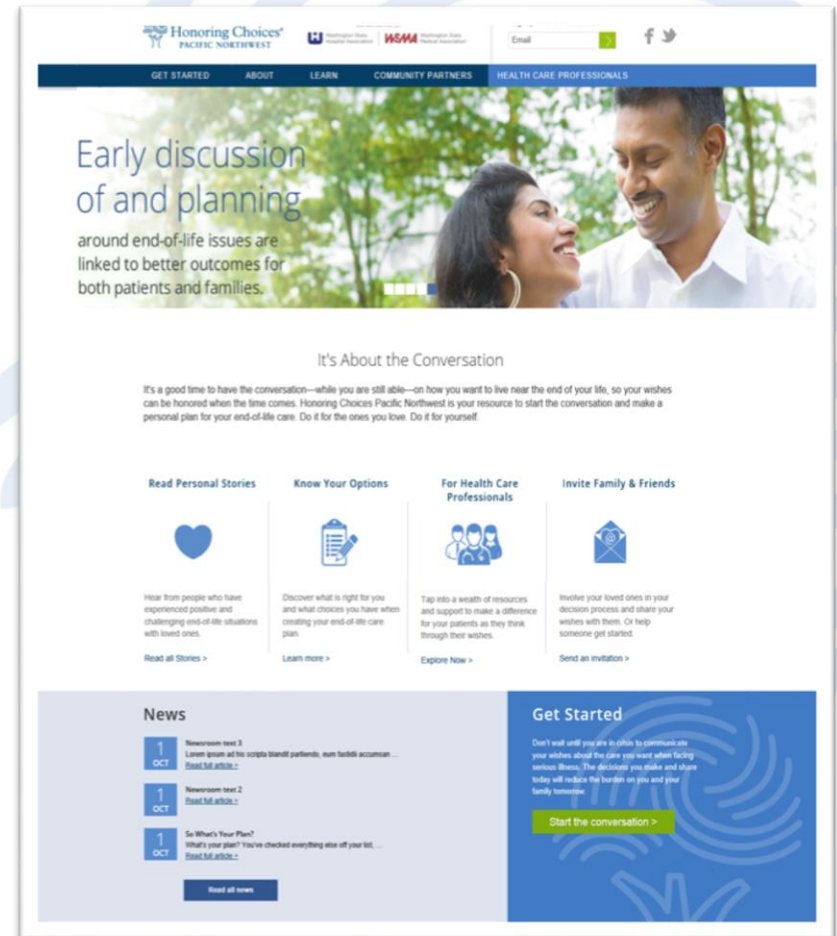 Honoring Choices®
PACIFIC NORTHWEST
Washington State
Hospital Association
WSMA
Washington State
Medical Association
Email
GET STARTED
ABOUT
LEARN
COMMUNITY PARTNERS
HEALTH CARE PROFESSIONALS
Early discussion
of and planning
around end-of-life issues are
linked to better outcomes for
both patients and families.
It's About the Conversation
It's a good time to have the conversation—while you are still able—on how you want to live near the end of your life, so your wishes
can be honored when the time comes. Honoring Choices Pacific Northwest is your resource to start the conversation and make a
personal plan for your end-of-life care. Do it for the ones you love. Do it for yourself.
Read Personal Stories
Hear from people who have
experienced positive and
challenging end-of-life situations
with loved ones.
Read all Stories >
Know Your Options
Discover what is right for you
and what choices you have when
creating your end-of-life care
plan.
Learn more >
For Health Care
Professionals
Tap into a wealth of resources
and support to make a difference
for your patients as they think
through their wishes.
Explore Now >
Invite Family & Friends
@
Involve your loved ones in your
decision process and share your
wishes with them. Or help
someone get started.
Send an invitation >
News
1
OCT
Newsroom text 3
Lorem ipsum ad his scripta blandit partiendo, eum fastidii accumsan ...
Read full article >
1
OCT
Newsroom text 2
Read full article >
1
OCT
So What's Your Plan?
What's your plan? You've checked everything else off your list, ...
Read full article >
Read all news
Get Started
Don't wait until you are in crisis to communicate
your wishes about the care you want when facing
serious illness. The decisions you make and share
today will reduce the burden on you and your
family tomorrow.
Start the conversation >